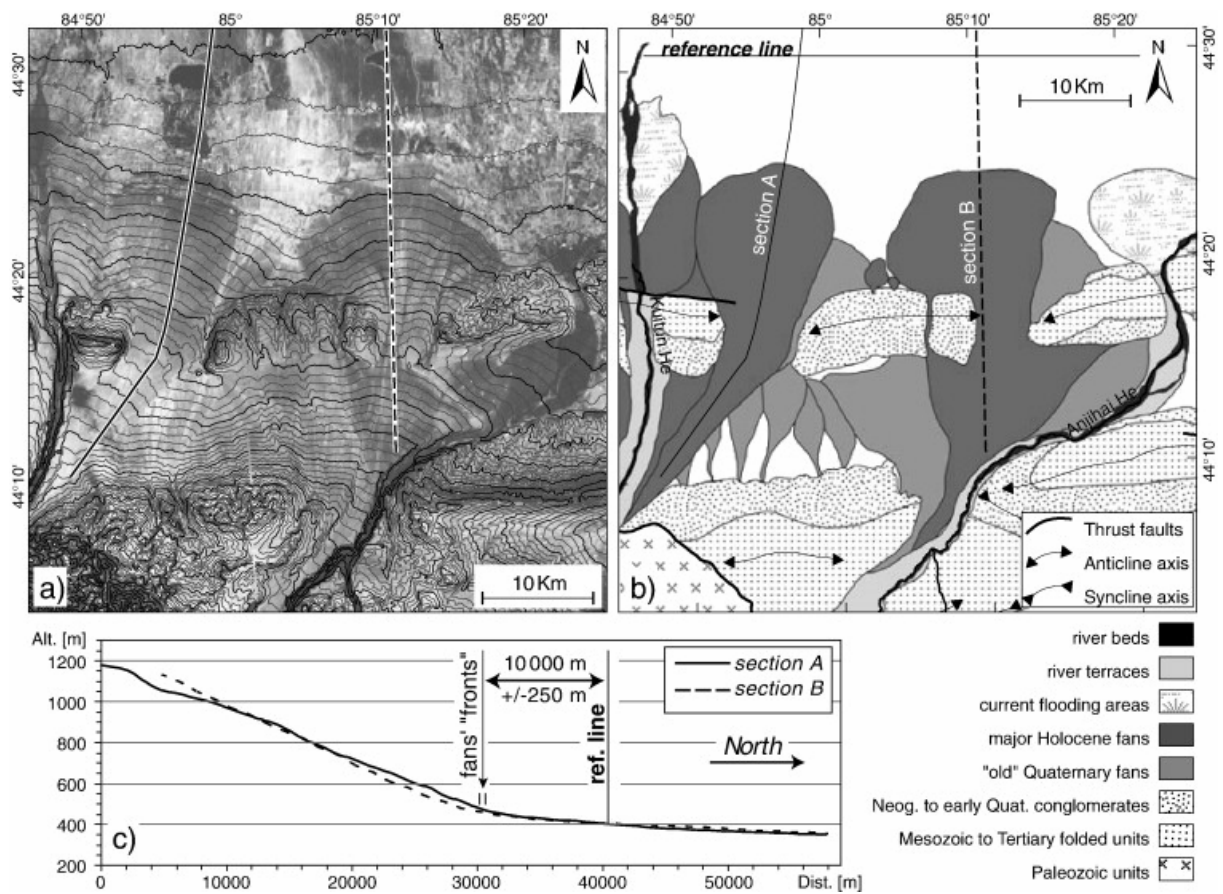 84°50' 85° 85°10' 85°20'
84°50' 85° 85°10' 85°20'
44°30'
44°20'
44°10'
N
10 Km
a)
reference line
N
10 Km
section A
section B
Kuitun He
Anjihai He
Thrust faults
Anticline axis
Syncline axis
b)
44°30'
44°20'
44°10'
Alt. [m]
1200
1000
800
600
400
200
fans' "fronts"
10 000 m
+/-250 m
ref. line
section A
section B
North
c)
0 10000 20000 30000 40000 50000 Dist. [m]
river beds
river terraces
current flooding areas
major Holocene fans
"old" Quaternary fans
Neog. to early Quat. conglomerates
Mesozoic to Tertiary folded units
Paleozoic units